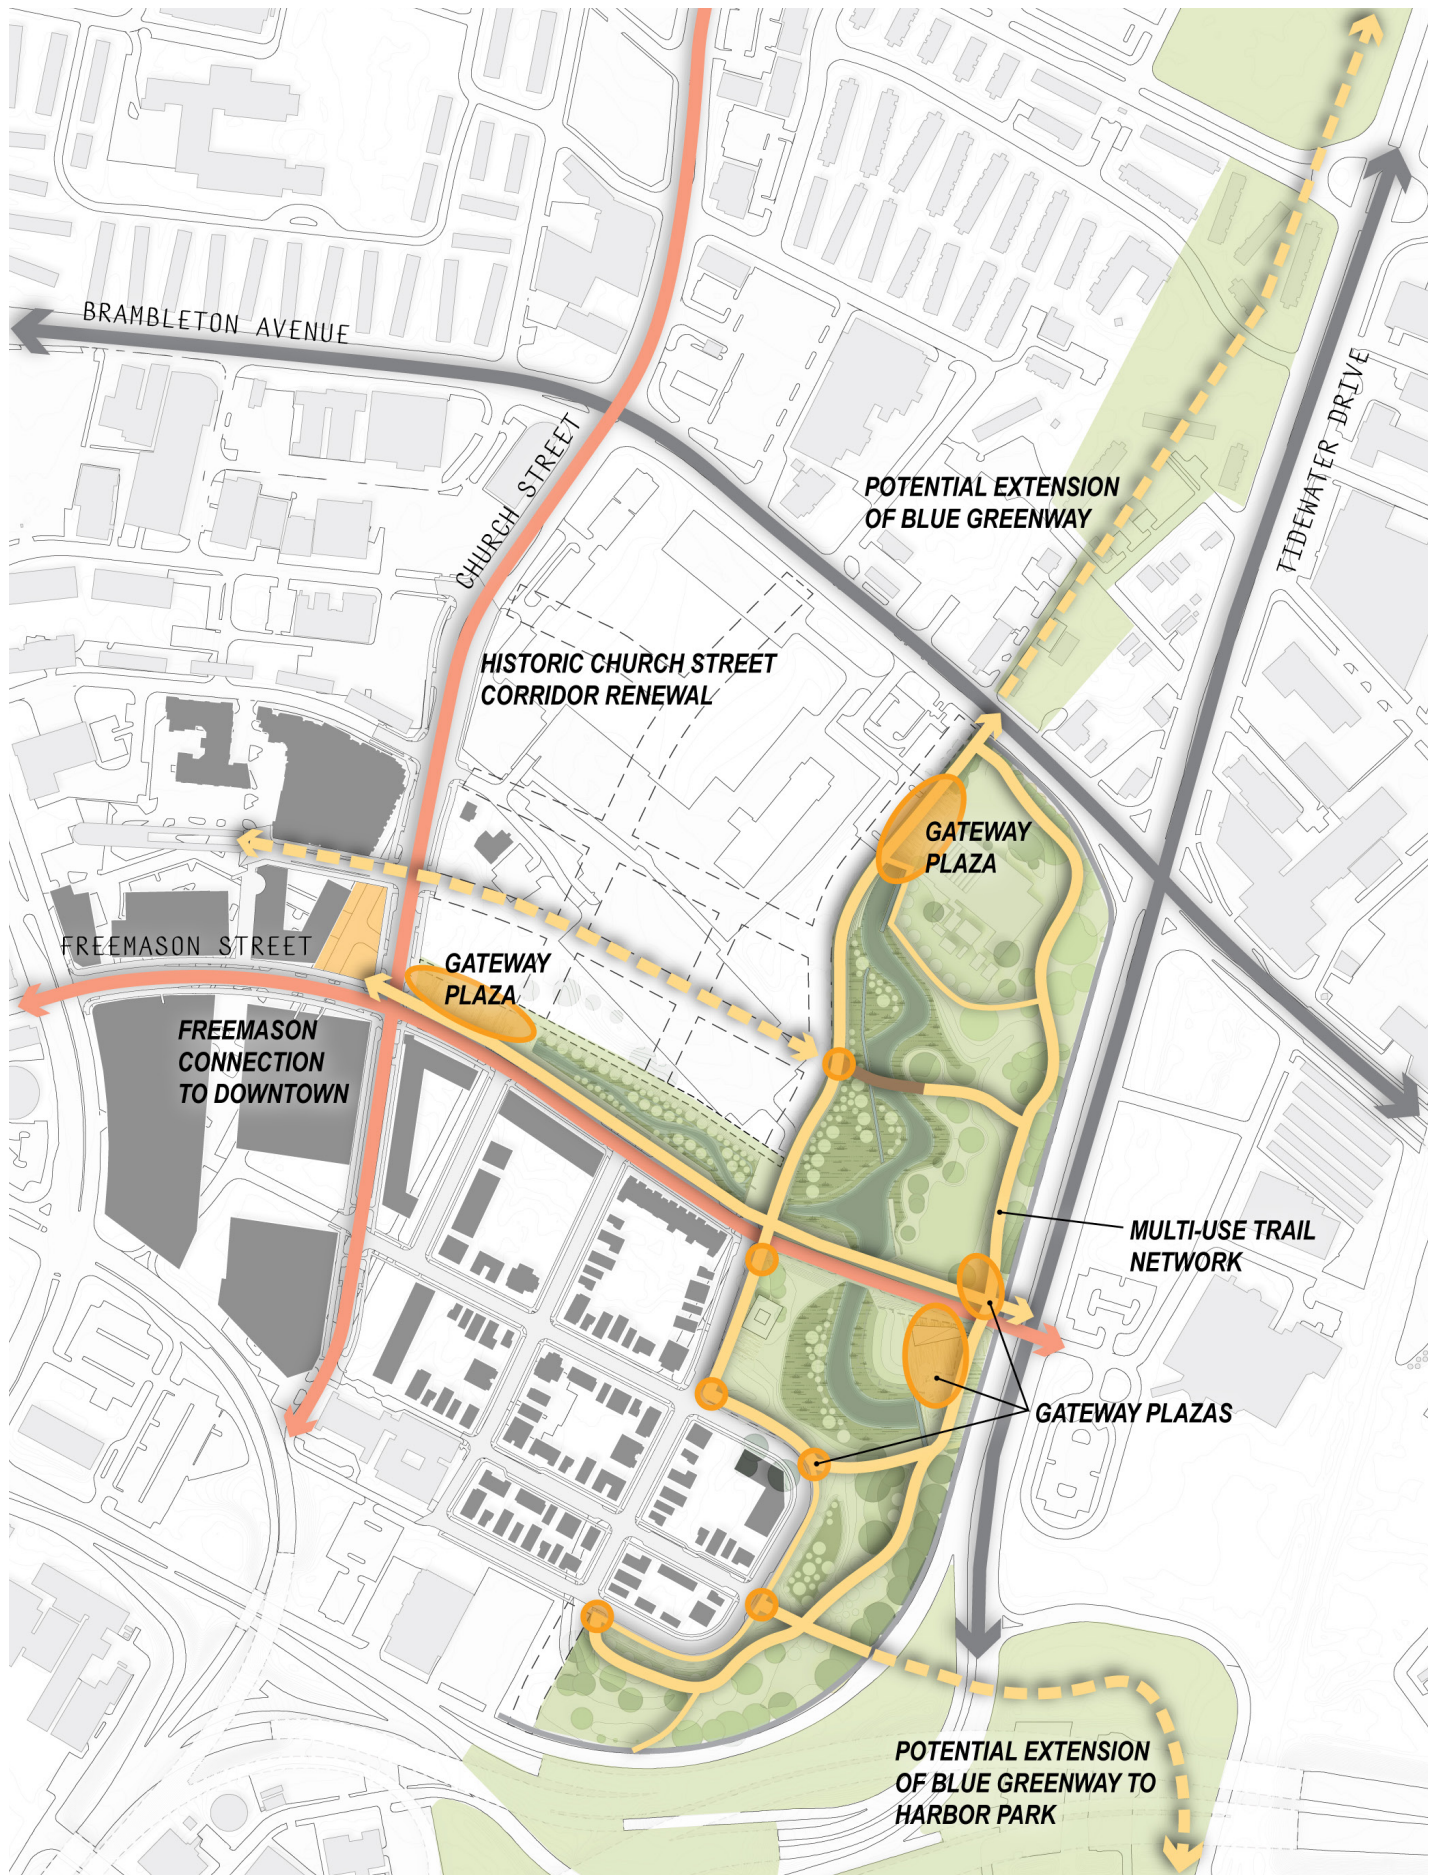 BRAMBLETON AVENUE
CHURCH STREET
TIDEWATER DRIVE
POTENTIAL EXTENSION
OF BLUE GREENWAY
HISTORIC CHURCH STREET
CORRIDOR RENEWAL
GATEWAY
PLAZA
FREEMASON STREET
GATEWAY
PLAZA
FREEMASON
CONNECTION
TO DOWNTOWN
MULTI-USE TRAIL
NETWORK
GATEWAY PLAZAS
POTENTIAL EXTENSION
OF BLUE GREENWAY TO
HARBOR PARK